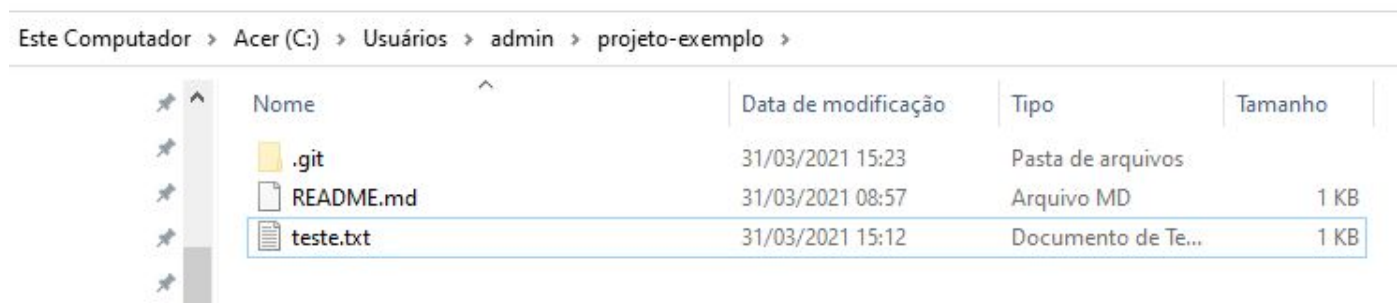 Este Computador > Acer (C:) > Usuários > admin > projeto-exemplo >
Nome Data de modificação Tipo Tamanho
.git 31/03/2021 15:23 Pasta de arquivos
README.md 31/03/2021 08:57 Arquivo MD 1 KB
teste.txt 31/03/2021 15:12 Documento de Te... 1 KB